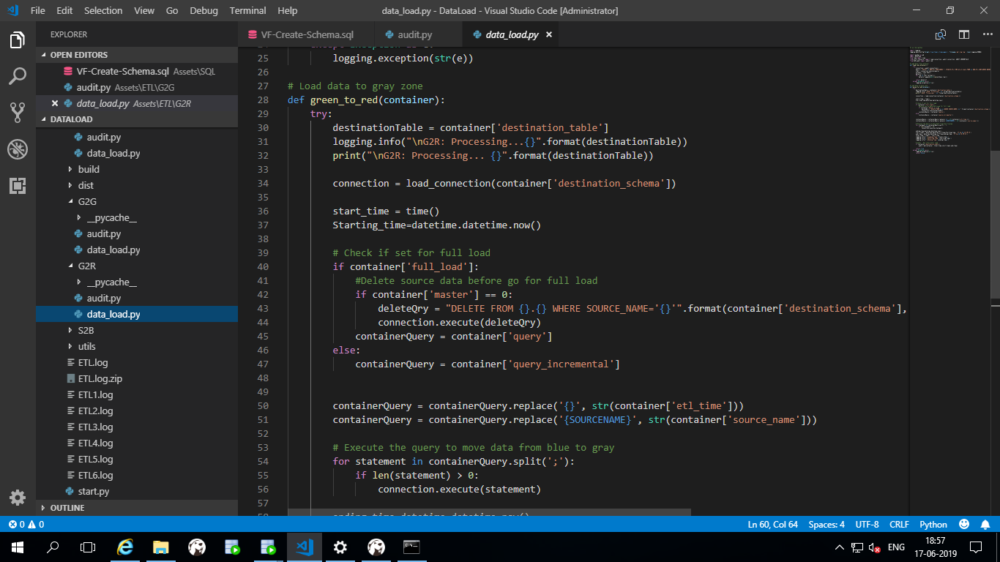 File Edit Selection View Go Debug Terminal Help data_load.py - DataLoad - Visual Studio Code [Administrator]
EXPLORER
OPEN EDITORS
VF-Create-Schema.sql Assets\SQL
audit.py Assets\ETL\G2G
data_load.py Assets\ETL\G2R
DATALOAD
audit.py
data_load.py
build
dist
G2G
__pycache__
audit.py
data_load.py
G2R
__pycache__
audit.py
data_load.py
S2B
utils
ETL.log
ETL.log.zip
ETL1.log
ETL2.log
ETL3.log
ETL4.log
ETL5.log
ETL6.log
start.py
OUTLINE
VF-Create-Schema.sql audit.py data_load.py
25 logging.exception(str(e))
26
27 # Load data to gray zone
28 def green_to_red(container):
29 try:
30 destinationTable = container['destination_table']
31 logging.info("\nG2R: Processing...{}".format(destinationTable))
32 print("\nG2R: Processing... {}".format(destinationTable))
33
34 connection = load_connection(container['destination_schema'])
35
36 start_time = time()
37 Starting_time=datetime.datetime.now()
38
39 # Check if set for full load
40 if container['full_load']:
41 #Delete source data before go for full load
42 if container['master'] == 0:
43 deleteQry = "DELETE FROM {}.{} WHERE SOURCE_NAME='{}'".format(container['destination_schema'],
44 connection.execute(deleteQry)
45 containerQuery = container['query']
46 else:
47 containerQuery = container['query_incremental']
48
49
50 containerQuery = containerQuery.replace('{}', str(container['etl_time']))
51 containerQuery = containerQuery.replace('{SOURCENAME}', str(container['source_name']))
52
53 # Execute the query to move data from blue to gray
54 for statement in containerQuery.split(';'):
55 if len(statement) > 0:
56 connection.execute(statement)
57
0 0 Ln 60, Col 64 Spaces: 4 UTF-8 CRLF Python
ENG 18:57
17-06-2019